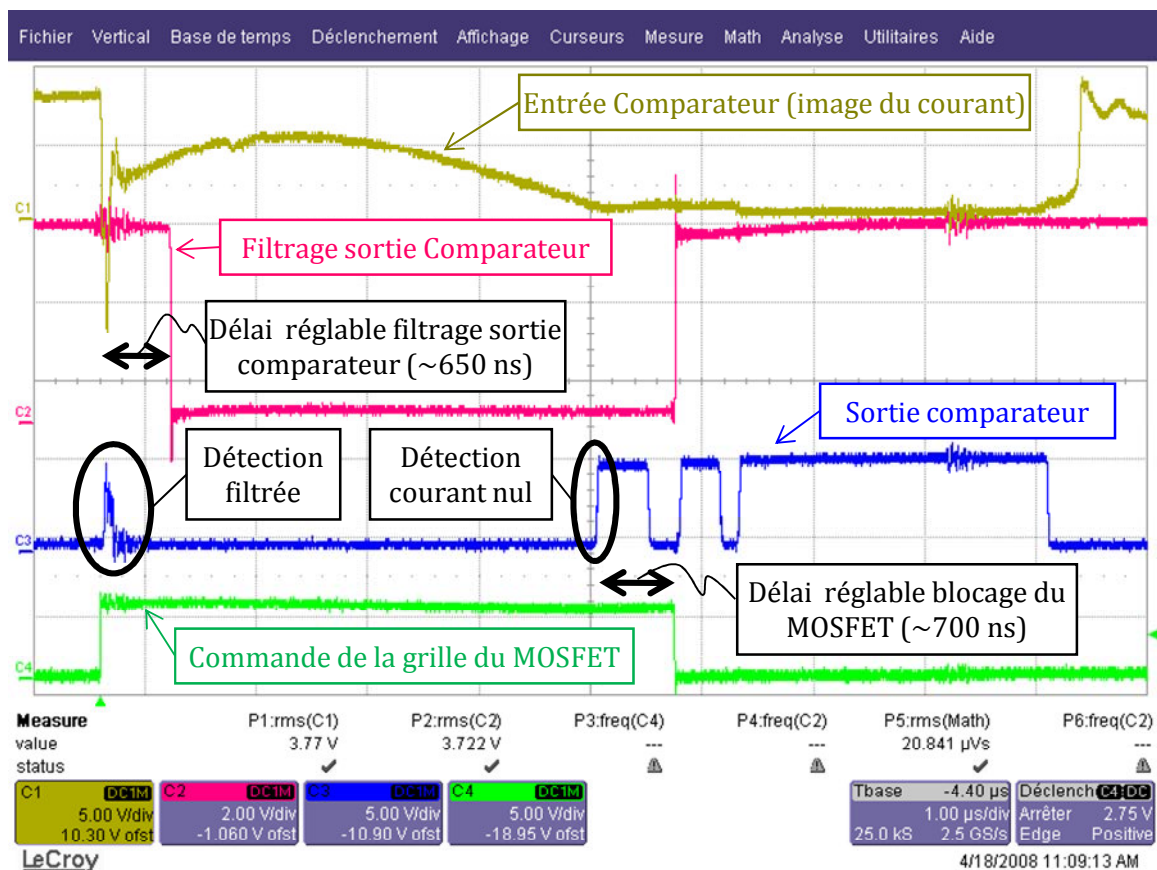 Fichier Vertical Base de temps Déclenchement Affichage Curseurs Mesure Math Analyse Utilitaires Aide
Entrée Comparateur (image du courant)
C1
Filtrage sortie Comparateur
Délai réglable filtrage sortie
comparateur (~650 ns)
C2
Sortie comparateur
Détection
filtrée
Détection
courant nul
C3
Délai réglable blocage du
MOSFET (~700 ns)
Commande de la grille du MOSFET
C4
Measure P1:rms(C1) P2:rms(C2) P3:freq(C4) P4:freq(C2) P5:rms(Math) P6:freq(C2)
value 3.77 V 3.722 V --- --- 20.841 µVs ---
status
C1 DC1M C2 DC1M C3 DC1M C4 DC1M Tbase -4.40 µs Déclench C4 DC
5.00 V/div 2.00 V/div 5.00 V/div 5.00 V/div 1.00 µs/div Arrêter 2.75 V
10.30 V ofst -1.060 V ofst -10.90 V ofst -18.95 V ofst 25.0 kS 2.5 GS/s Edge Positive
LeCroy 4/18/2008 11:09:13 AM